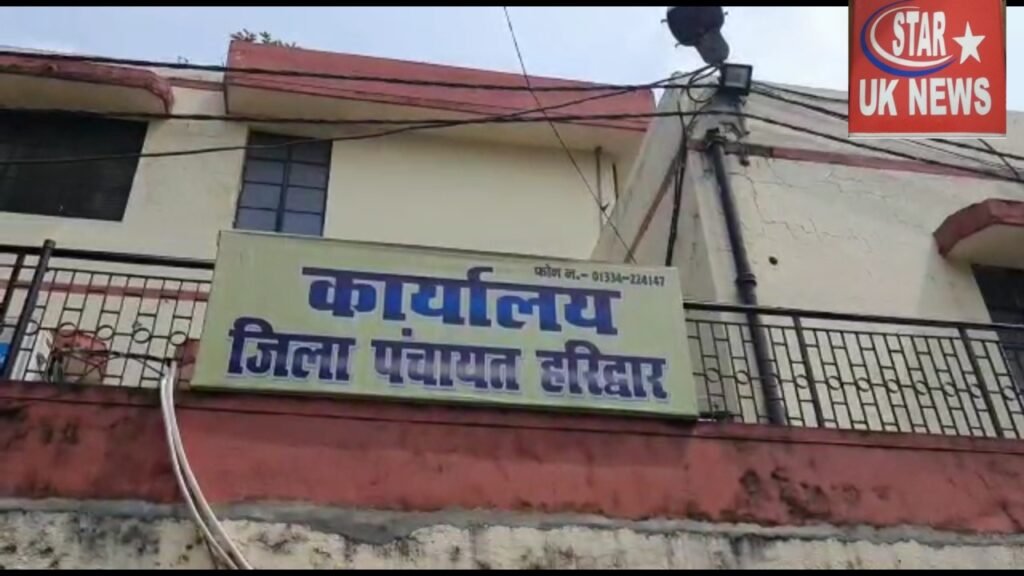 STAR
UK NEWS
फोन न.- 01334-224147
कार्यालय
जिला पंचायत हरिद्वार